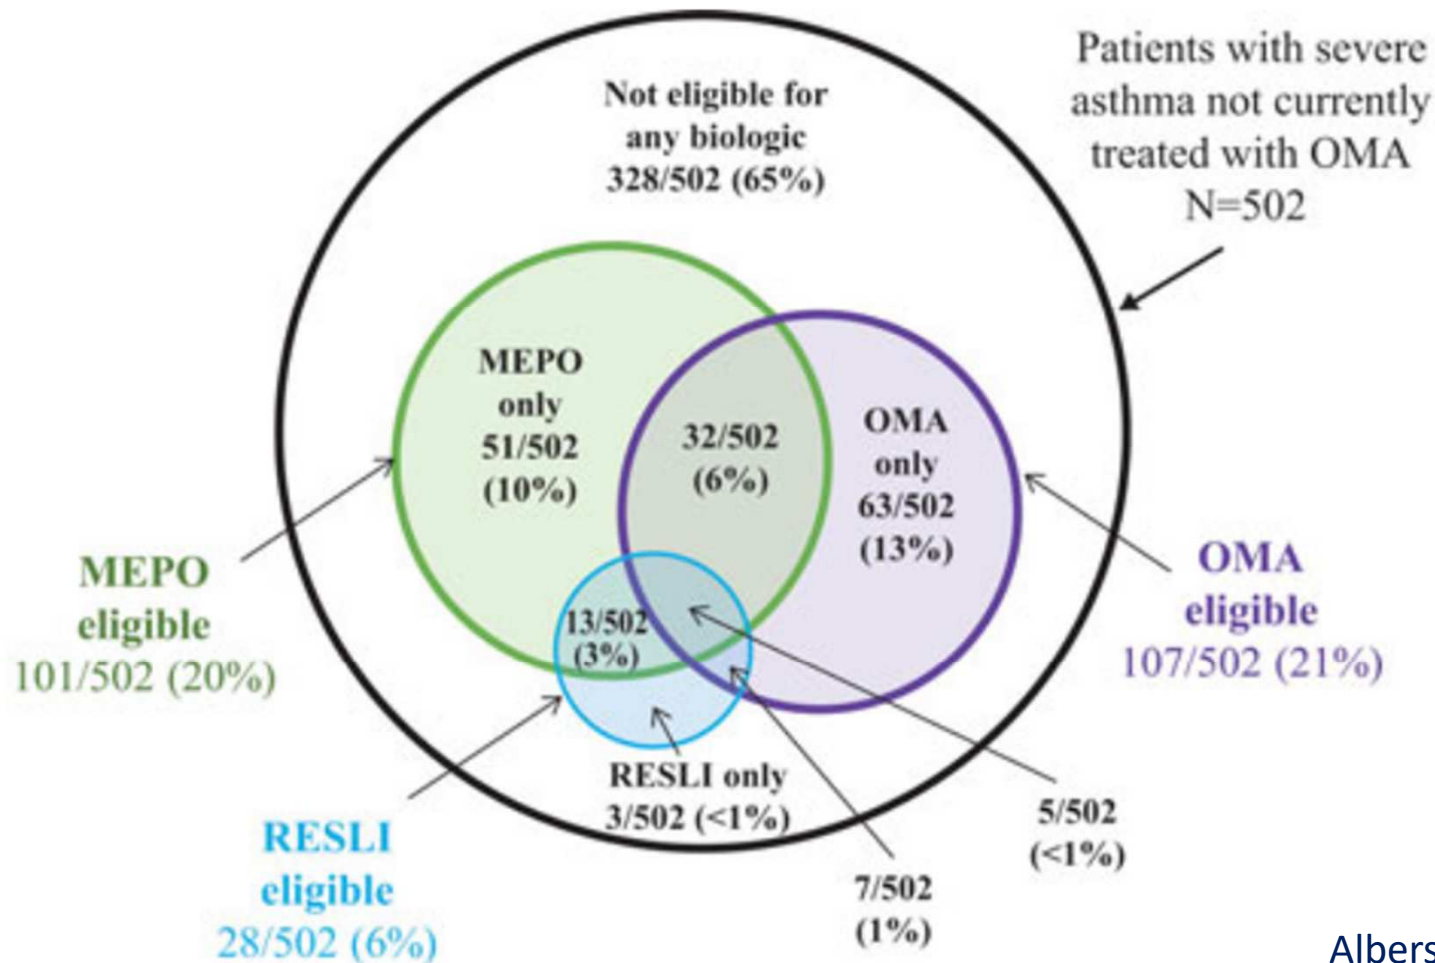 Patients with severe
asthma not currently
treated with OMA
N=502
Not eligible for
any biologic
328/502 (65%)
MEPO
only
51/502
(10%)
32/502
(6%)
OMA
only
63/502
(13%)
13/502
(3%)
MEPO
eligible
101/502 (20%)
OMA
eligible
107/502 (21%)
RESLI only
3/502 (<1%)
RESLI
eligible
28/502 (6%)
7/502
(1%)
5/502
(<1%)
Albers